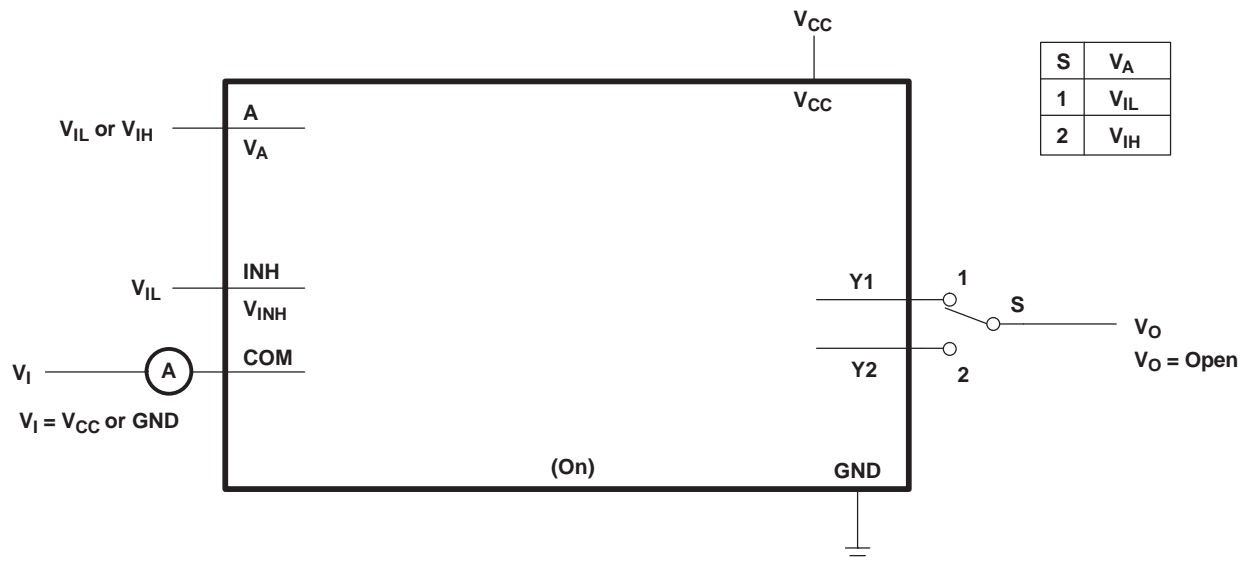 VCC
S VA
1 VIL
2 VIH
VCC
A
VIL or VIH
VA
INH
VIL
VINH
Y1
1
S
VO
VO = Open
Y2
2
COM
VI
A
VI = VCC or GND
(On)
GND